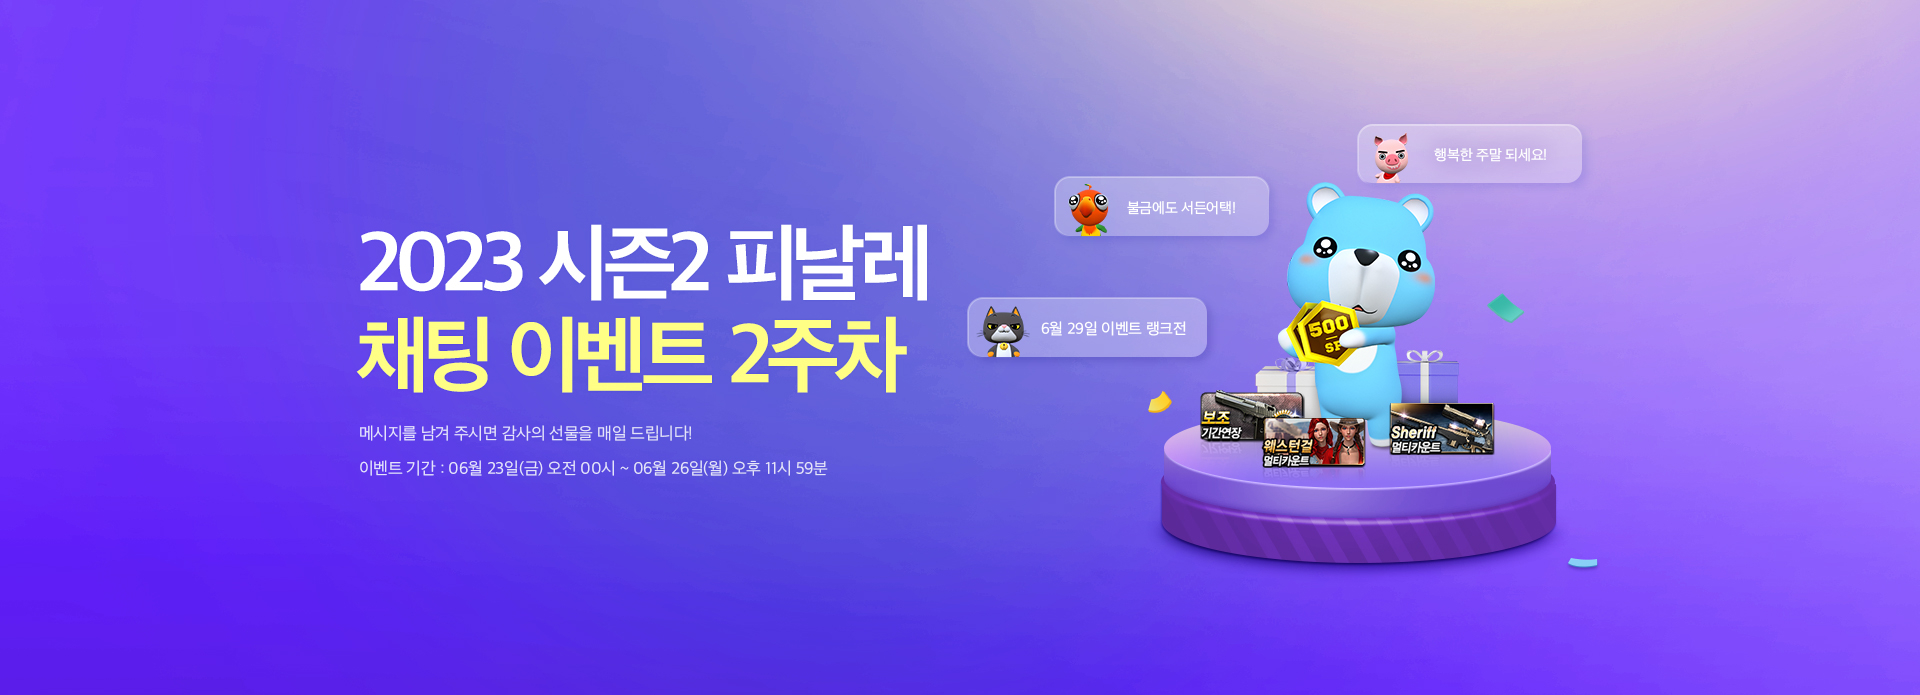 2023 시즌2 피날레
채팅 이벤트 2주차
메시지를 남겨 주시면 감사의 선물을 매일 드립니다!
이벤트 기간 : 06월 23일(금) 오전 00시 ~ 06월 26일(월) 오후 11시 59분
행복한 주말 되세요!
불금에도 서든어택!
6월 29일 이벤트 랭크전
500
SP
보조
기간연장
웨스턴걸
멀티카운트
Sheriff
멀티카운트